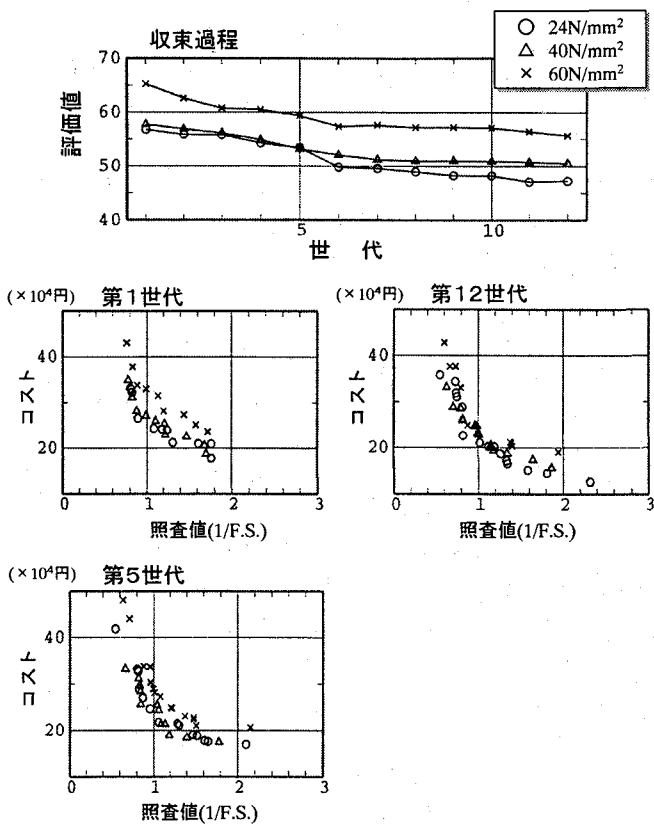 収束過程
○ 24N/mm²
△ 40N/mm²
× 60N/mm²
70
60
50
40
評価値
5
10
世 代
(×10⁴円)
第1世代
40
20
コスト
0
1
2
3
照査値(1/F.S.)
(×10⁴円)
第12世代
40
20
コスト
0
1
2
3
照査値(1/F.S.)
(×10⁴円)
第5世代
40
20
コスト
0
1
2
3
照査値(1/F.S.)